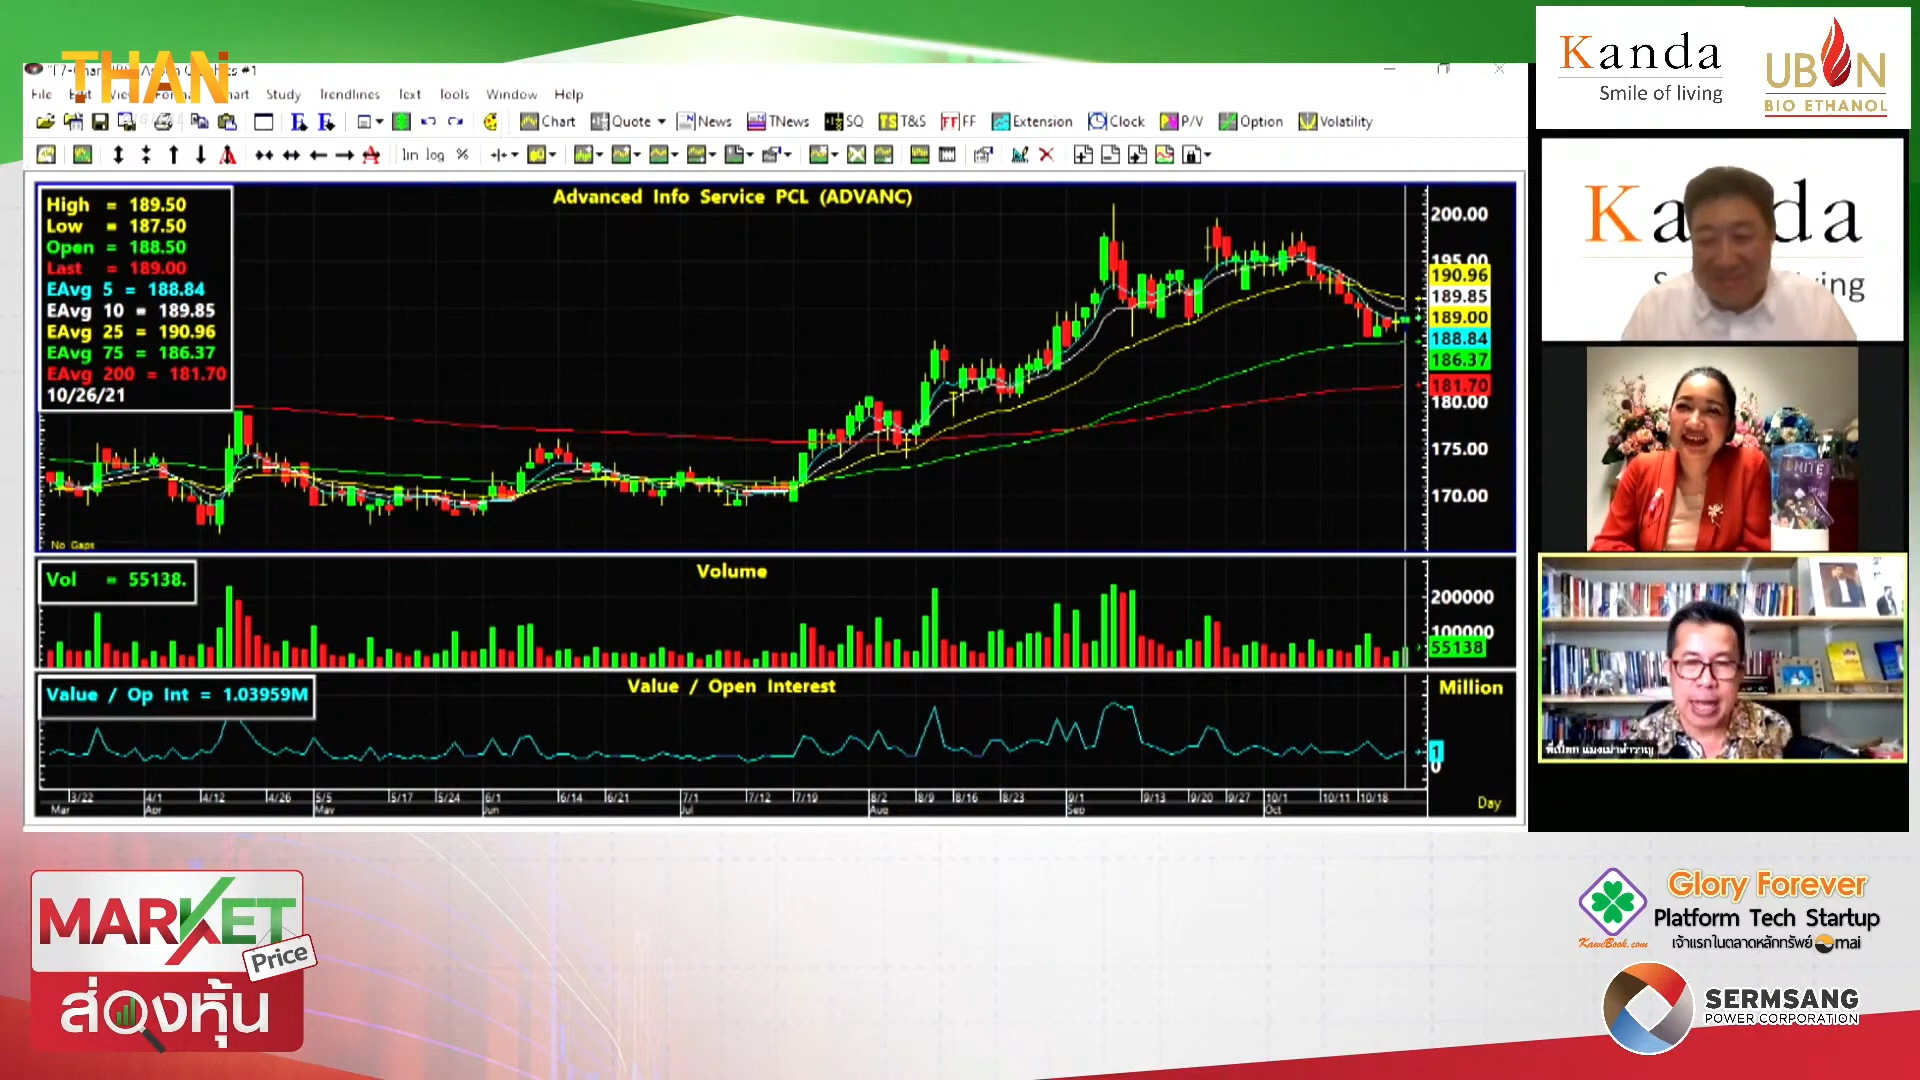 THAN
File Edit View Format Chart Study Trendlines Text Tools Window Help
Chart Quote News TNews SQ T&S FF Extension Clock P/V Option Volatility
lin log %
Advanced Info Service PCL (ADVANC)
High = 189.50
Low = 187.50
Open = 188.50
Last = 189.00
EAvg 5 = 188.84
EAvg 10 = 189.85
EAvg 25 = 190.96
EAvg 75 = 186.37
EAvg 200 = 181.70
10/26/21
200.00
195.00
190.96
189.85
189.00
188.84
186.37
181.70
180.00
175.00
170.00
No Gaps
Vol = 55138.
Volume
200000
100000
55138
Value / Op Int = 1.03959M
Value / Open Interest
Million
1
0
3/22 4/1 4/12 4/26 5/5 5/17 5/24 6/1 6/14 6/21 7/1 7/12 7/19 8/2 8/9 8/16 8/23 9/1 9/13 9/20 9/27 10/1 10/11 10/18
Mar Apr May Jun Jul Aug Sep Oct
Day
Kanda
Smile of living
UBON
BIO ETHANOL
MARKET
Price
ส่องหุ้น
Glory Forever
Platform Tech Startup
เจ้าแรกในตลาดหลักทรัพย์ mai
KaweBook.com
SERMSANG
POWER CORPORATION